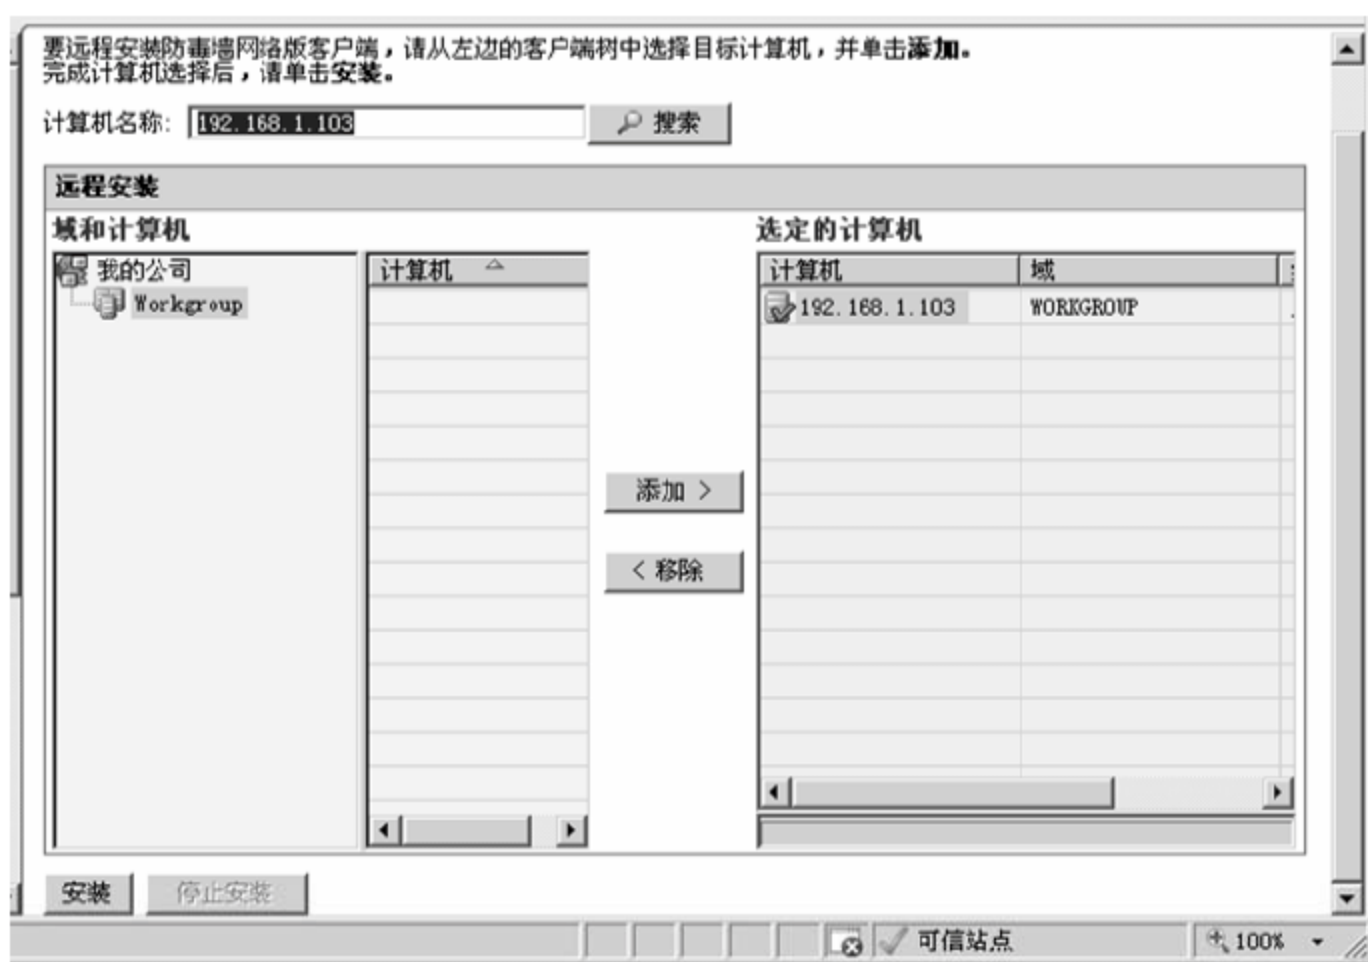 要远程安装防毒墙网络版客户端，请从左边的客户端树中选择目标计算机，并单击添加。
完成计算机选择后，请单击安装。
计算机名称: 192.168.1.103 搜索
远程安装
域和计算机 选定的计算机
我的公司 计算机 计算机 域
Workgroup 192.168.1.103 WORKGROUP
添加 >
< 移除
安装 停止安装
可信站点 100%